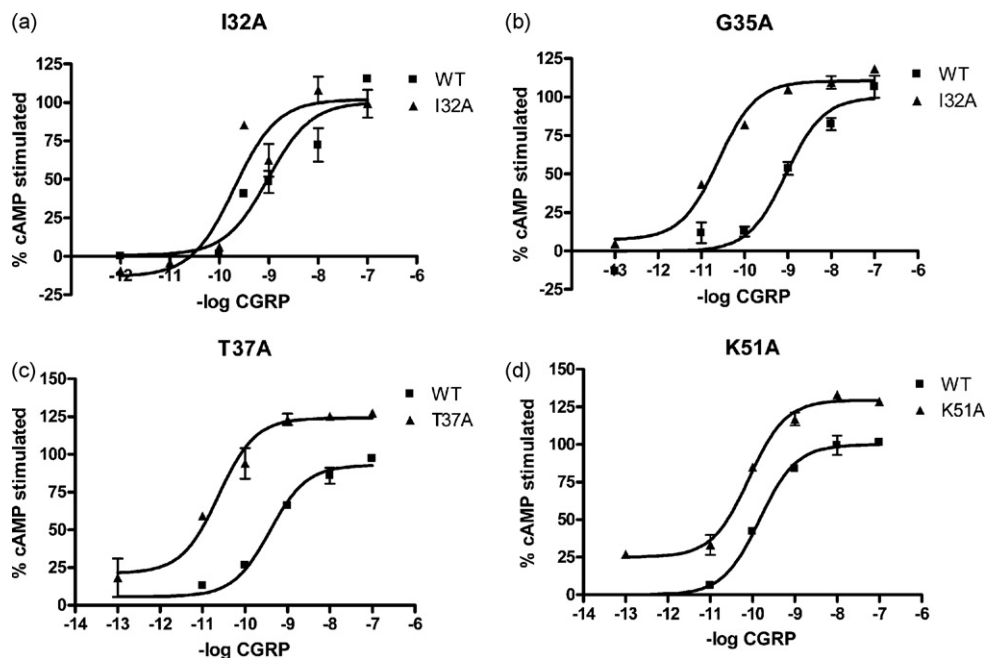 (a)
I32A
% cAMP stimulated
125
100
75
50
25
0
-25
-12 -11 -10 -9 -8 -7 -6
-log CGRP
WT
I32A
(b)
G35A
% cAMP stimulated
125
100
75
50
25
0
-25
-13 -12 -11 -10 -9 -8 -7 -6
-log CGRP
WT
I32A
(c)
T37A
% cAMP stimulated
150
125
100
75
50
25
0
-14 -13 -12 -11 -10 -9 -8 -7 -6
-log CGRP
WT
T37A
(d)
K51A
% cAMP stimulated
150
125
100
75
50
25
0
-14 -13 -12 -11 -10 -9 -8 -7 -6
-log CGRP
WT
K51A